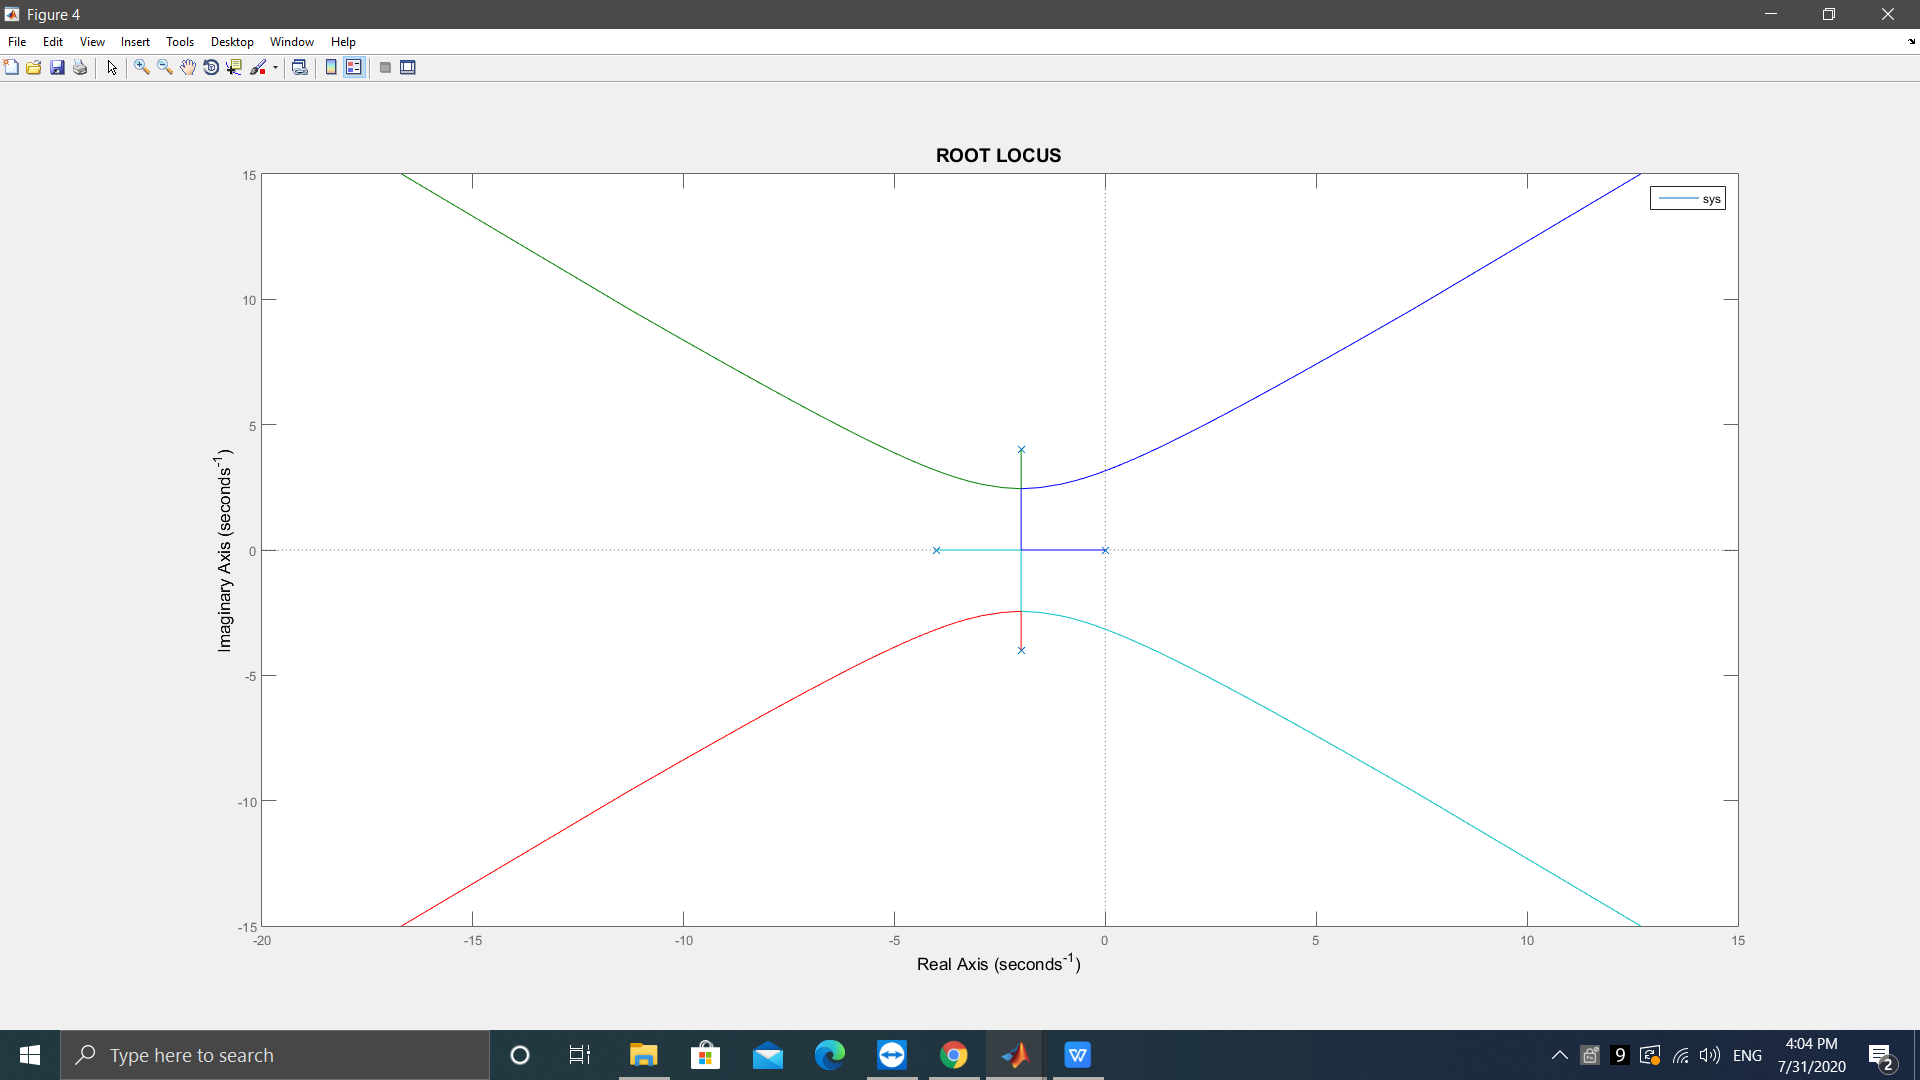 Figure 4
File Edit View Insert Tools Desktop Window Help
ROOT LOCUS
sys
15
10
5
0
-5
-10
-15
Imaginary Axis (seconds⁻¹)
-20 -15 -10 -5 0 5 10 15
Real Axis (seconds⁻¹)
Type here to search
9
ENG
4:04 PM
7/31/2020
2